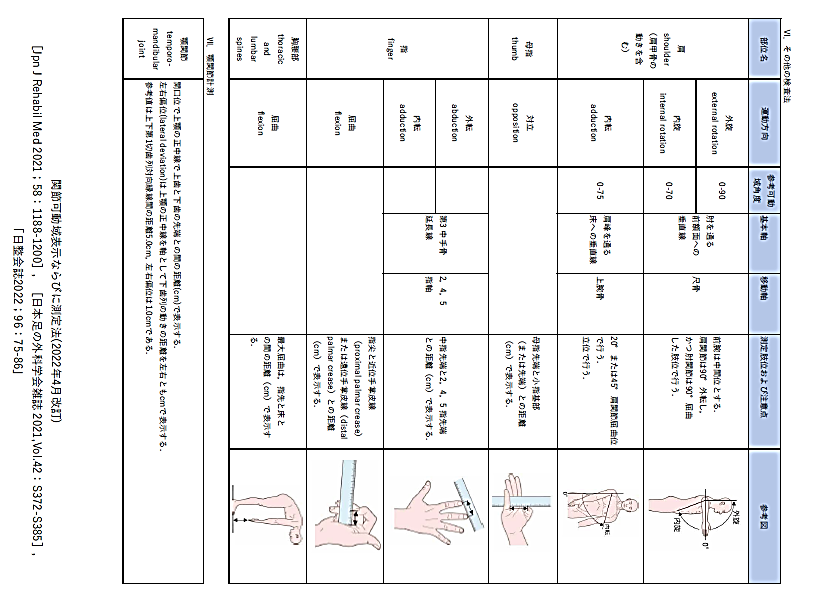 VI. その他の検査法
部位名
運動方向
参考可動
域角度
基本軸
移動軸
測定肢位および注意点
参考図
肩
shoulder
（肩甲骨の
動きを含
む）
外旋
external rotation
0-90
肘を通る
前額面への
垂直線
尺骨
前腕は中間位とする。
肩関節は90°外転し、
かつ肘関節は90°屈曲
した肢位で行う。
外旋
0°
内旋
内旋
internal rotation
0-70
内転
adduction
0-75
肩峰を通る
床への垂直線
上腕骨
20°または45°肩関節屈曲位
で行う。
立位で行う。
0°
内転
母指
thumb
対立
opposition
母指先端と小指基部
（または先端）との距離
（cm）で表示する。
指
finger
外転
abduction
第3中手骨
延長線
2，4，5
指軸
中指先端と2，4，5指先端
との距離（cm）で表示する。
内転
adduction
屈曲
flexion
指尖と近位手掌皮線
（proximal palmar crease）
または遠位手掌皮線（distal
palmar crease）との距離
（cm）で表示する。
胸腰部
thoracic
and
lumbar
spines
屈曲
flexion
最大屈曲は、指先と床と
の間の距離（cm）で表示す
る。
VII. 顎関節計測
顎関節
temporo-
mandibular
joint
開口位で上顎の正中線で上歯と下歯の先端との間の距離(cm)で表示する。
左右偏位(lateral deviation)は上顎の正中線を軸として下歯列の動きの距離を左右ともcmで表示する。
参考値は上下第1切歯列対向縁線間の距離5.0cm、左右偏位は1.0cmである。
関節可動域表示ならびに測定法(2022年4月改訂)
[Jpn J Rehabil Med 2021；58：1188-1200]，［日本足の外科学会雑誌 2021,Vol.42：S372-S385］，
「日整会誌2022；96：75-86]